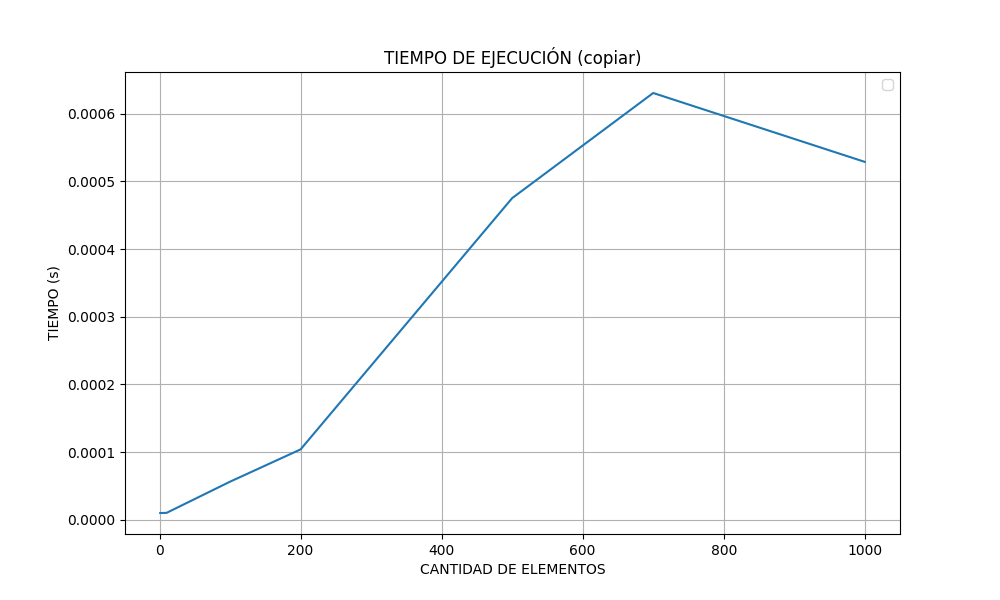 TIEMPO DE EJECUCIÓN (copiar)
0.0006
0.0005
0.0004
0.0003
0.0002
0.0001
0.0000
TIEMPO (s)
0 200 400 600 800 1000
CANTIDAD DE ELEMENTOS